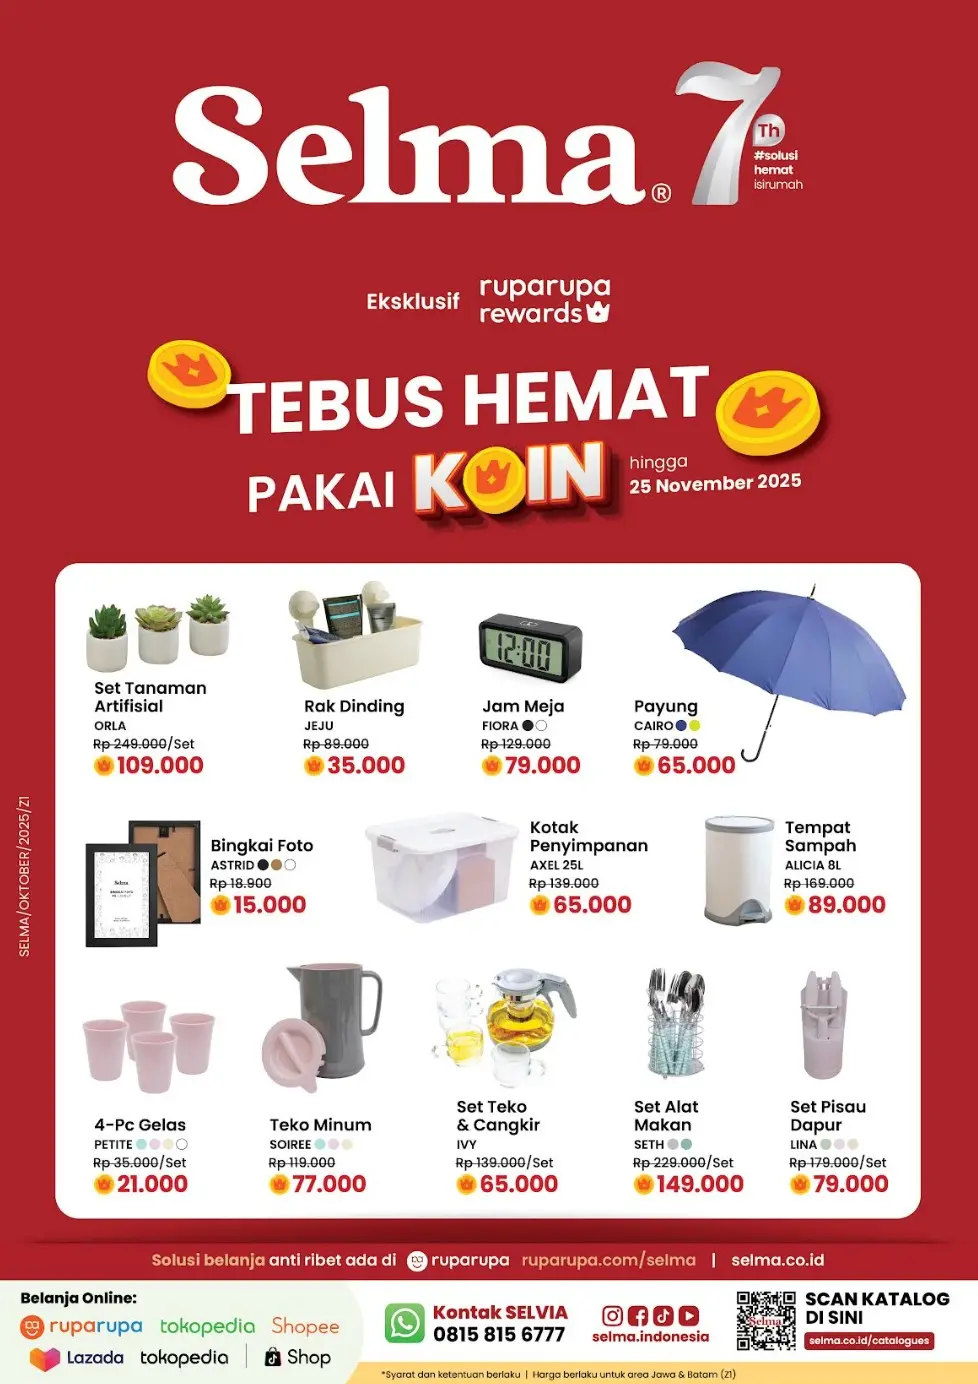 Selma®
7Th
#solusi
hemat
isirumah
Eksklusif ruparupa
rewards
TEBUS HEMAT
PAKAI KOIN
hingga
25 November 2025
SELMA/OKTOBER/2025/Z1
Set Tanaman
Artifisial
ORLA
Rp 249.000/Set
109.000
Rak Dinding
JEJU
Rp 89.000
35.000
12:00
Jam Meja
FIORA
Rp 129.000
79.000
Payung
CAIRO
Rp 79.000
65.000
Selma
Bingkai Foto
ASTRID
Rp 18.900
15.000
Kotak
Penyimpanan
AXEL 25L
Rp 139.000
65.000
Tempat
Sampah
ALICIA 8L
Rp 169.000
89.000
4-Pc Gelas
PETITE
Rp 35.000/Set
21.000
Teko Minum
SOIREE
Rp 119.000
77.000
Set Teko
& Cangkir
IVY
Rp 139.000/Set
65.000
Set Alat
Makan
SETH
Rp 229.000/Set
149.000
Set Pisau
Dapur
LINA
Rp 179.000/Set
79.000
Solusi belanja anti ribet ada di ruparupa ruparupa.com/selma | selma.co.id
Belanja Online:
ruparupa tokopedia Shopee
Lazada tokopedia | Shop
Kontak SELVIA
0815 815 6777
selma.indonesia
Selma
SCAN KATALOG
DI SINI
selma.co.id/catalogues
*Syarat dan ketentuan berlaku | Harga berlaku untuk area Jawa & Batam (Z1)